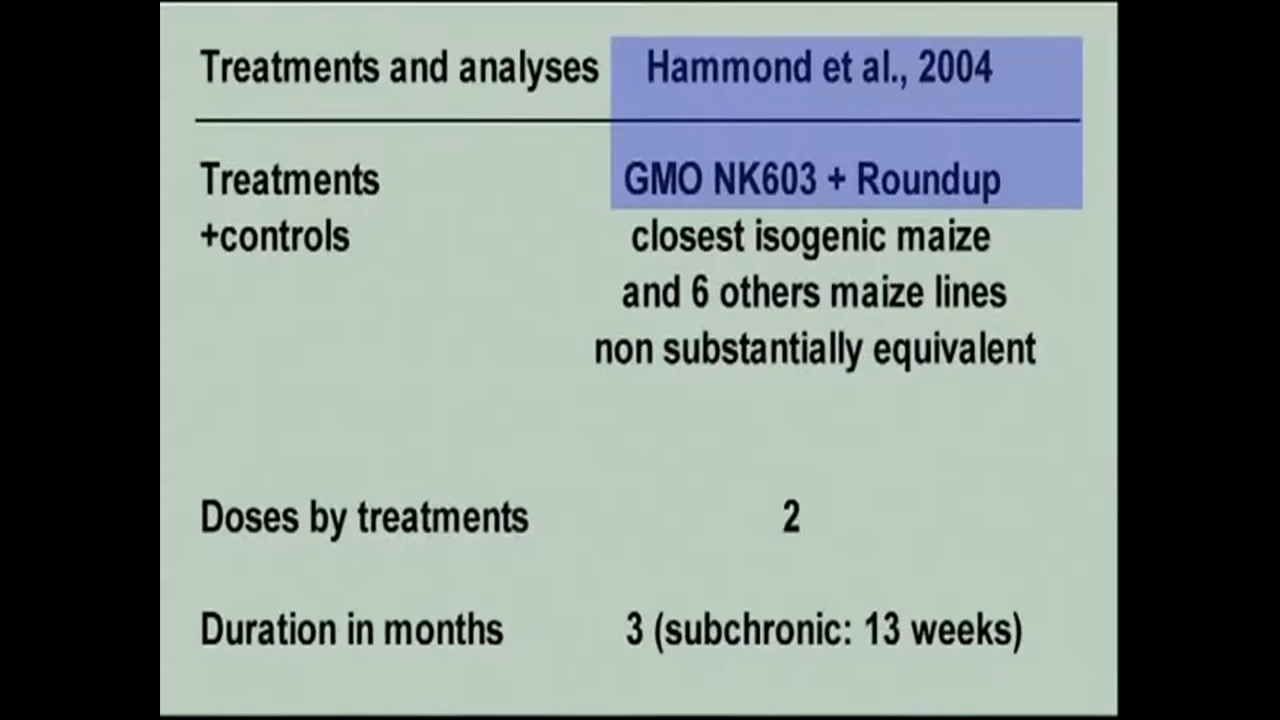 Treatments and analyses Hammond et al., 2004
Treatments GMO NK603 + Roundup
+controls closest isogenic maize
and 6 others maize lines
non substantially equivalent
Doses by treatments 2
Duration in months 3 (subchronic: 13 weeks)